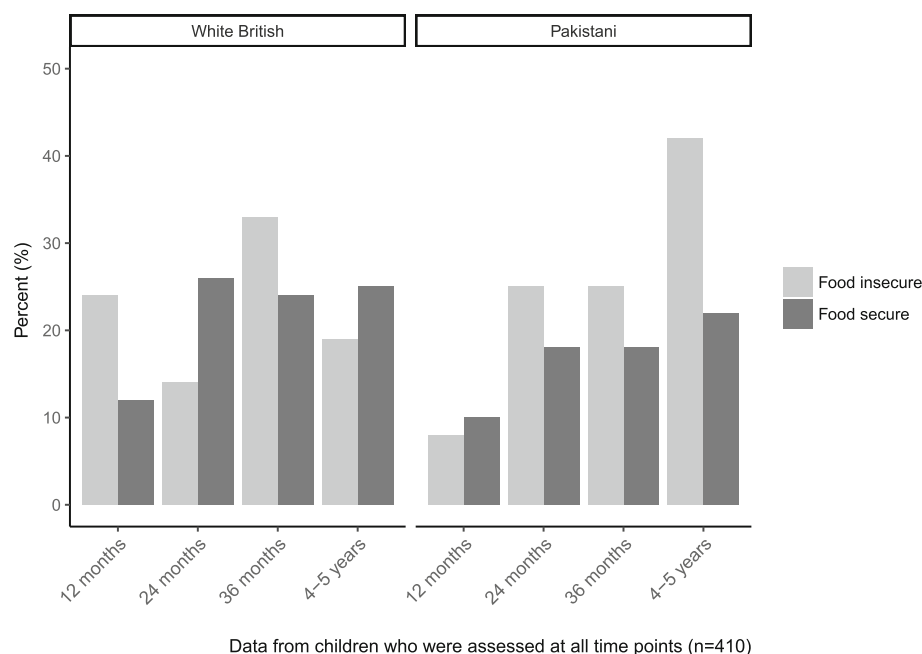 White British
Pakistani
50
40
30
20
10
0
Percent (%)
12 months
24 months
36 months
4–5 years
12 months
24 months
36 months
4–5 years
Food insecure
Food secure
Data from children who were assessed at all time points (n=410)